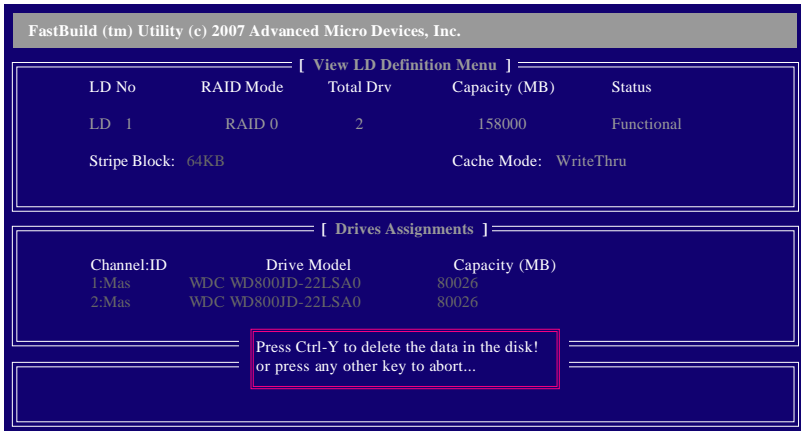 FastBuild (tm) Utility (c) 2007 Advanced Micro Devices, Inc.
[ View LD Definition Menu ]
LD No RAID Mode Total Drv Capacity (MB) Status
LD 1 RAID 0 2 158000 Functional
Stripe Block: 64KB Cache Mode: WriteThru
[ Drives Assignments ]
Channel:ID Drive Model Capacity (MB)
1:Mas WDC WD800JD-22LSA0 80026
2:Mas WDC WD800JD-22LSA0 80026
Press Ctrl-Y to delete the data in the disk!
or press any other key to abort...